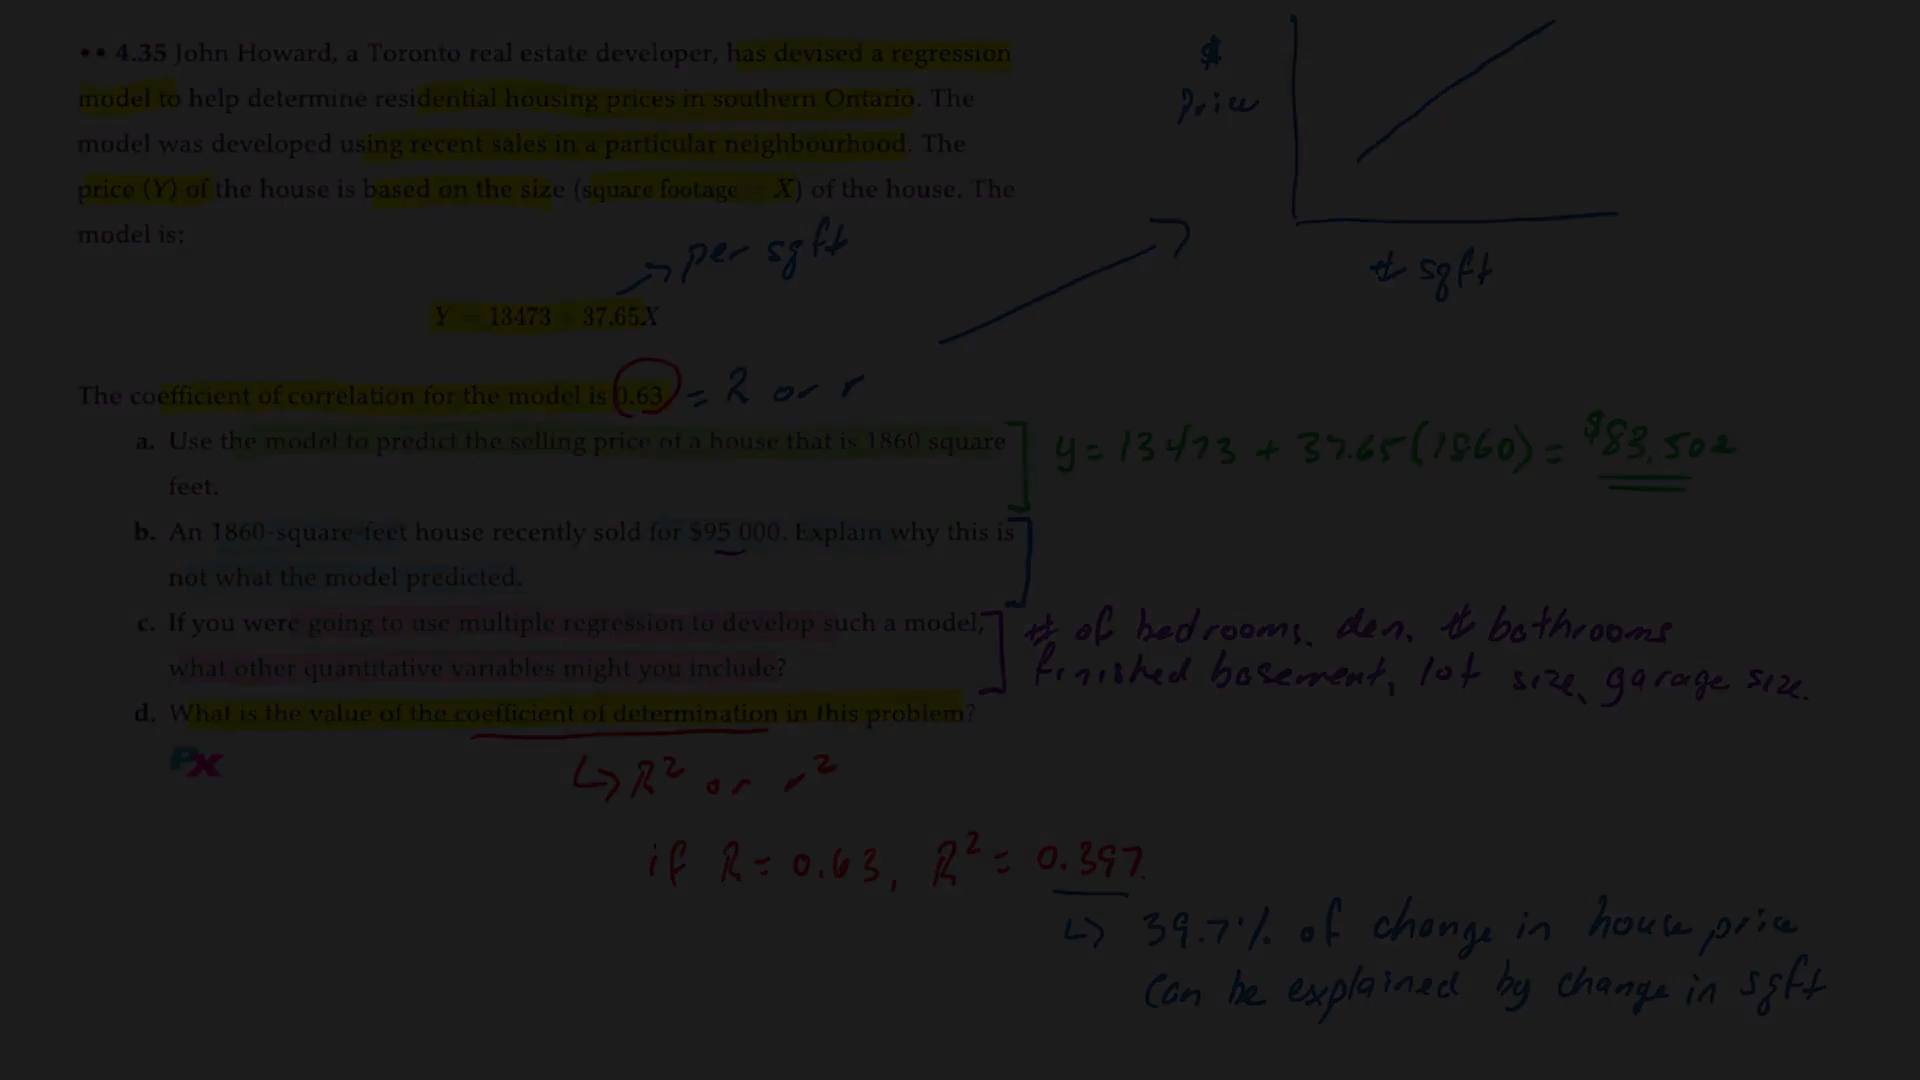 •• 4.35 John Howard, a Toronto real estate developer, has devised a regression
model to help determine residential housing prices in southern Ontario. The
model was developed using recent sales in a particular neighbourhood. The
price (Y) of the house is based on the size (square footage = X) of the house. The
model is:
per sqft
Y = 13473 + 37.65X
$
Price
# sqft
The coefficient of correlation for the model is 0.63 = R or r
a. Use the model to predict the selling price of a house that is 1860 square
feet.
y = 13473 + 37.65(1860) = $83,502
b. An 1860-square-feet house recently sold for $95 000. Explain why this is
not what the model predicted.
c. If you were going to use multiple regression to develop such a model,
what other quantitative variables might you include?
# of bedrooms, den, # bathrooms
finished basement, lot size, garage size.
d. What is the value of the coefficient of determination in this problem?
PX
↳ R² or r²
if R = 0.63, R² = 0.397.
↳ 39.7% of change in house price
can be explained by change in sqft